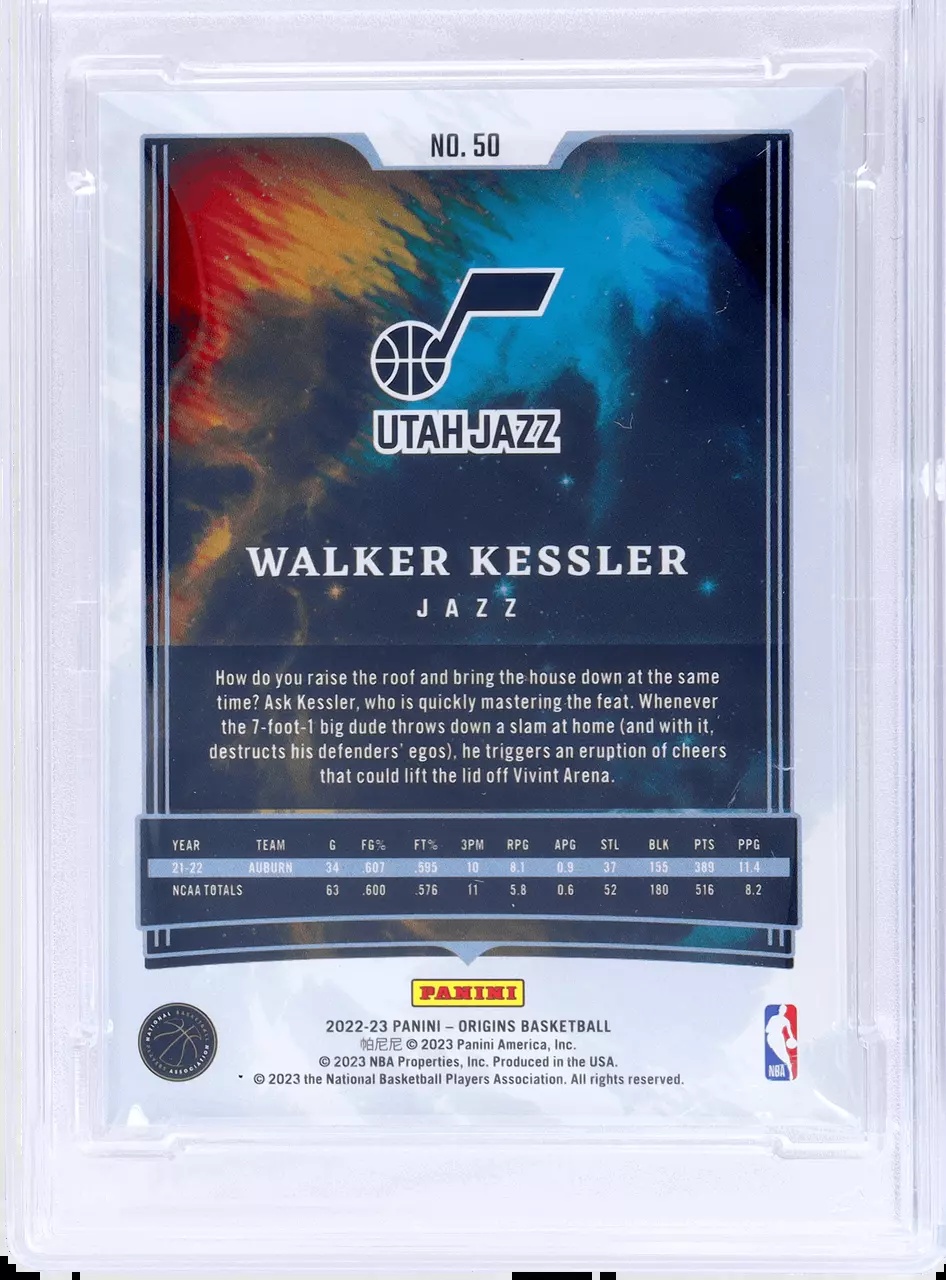 NO. 50
UTAH JAZZ
WALKER KESSLER
JAZZ
How do you raise the roof and bring the house down at the same
time? Ask Kessler, who is quickly mastering the feat. Whenever
the 7-foot-1 big dude throws down a slam at home (and with it,
destructs his defenders' egos), he triggers an eruption of cheers
that could lift the lid off Vivint Arena.
YEAR TEAM G FG% FT% 3PM RPG APG STL BLK PTS PPG
21-22 AUBURN 34 .607 .595 10 8.1 0.9 37 155 389 11.4
NCAA TOTALS 63 .600 .576 11 5.8 0.6 52 180 516 8.2
PANINI
2022-23 PANINI – ORIGINS BASKETBALL
帕尼尼 © 2023 Panini America, Inc.
© 2023 NBA Properties, Inc. Produced in the USA.
© 2023 the National Basketball Players Association. All rights reserved.
NATIONAL BASKETBALL
PLAYERS ASSOCIATION
NBA